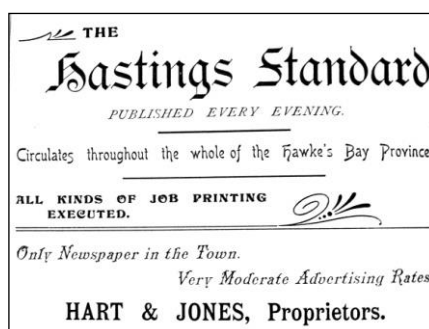 THE
Hastings Standard
PUBLISHED EVERY EVENING.
Circulates throughout the whole of the Hawke's Bay Province
ALL KINDS OF JOB PRINTING
EXECUTED.
Only Newspaper in the Town.
Very Moderate Advertising Rates
HART & JONES, Proprietors.